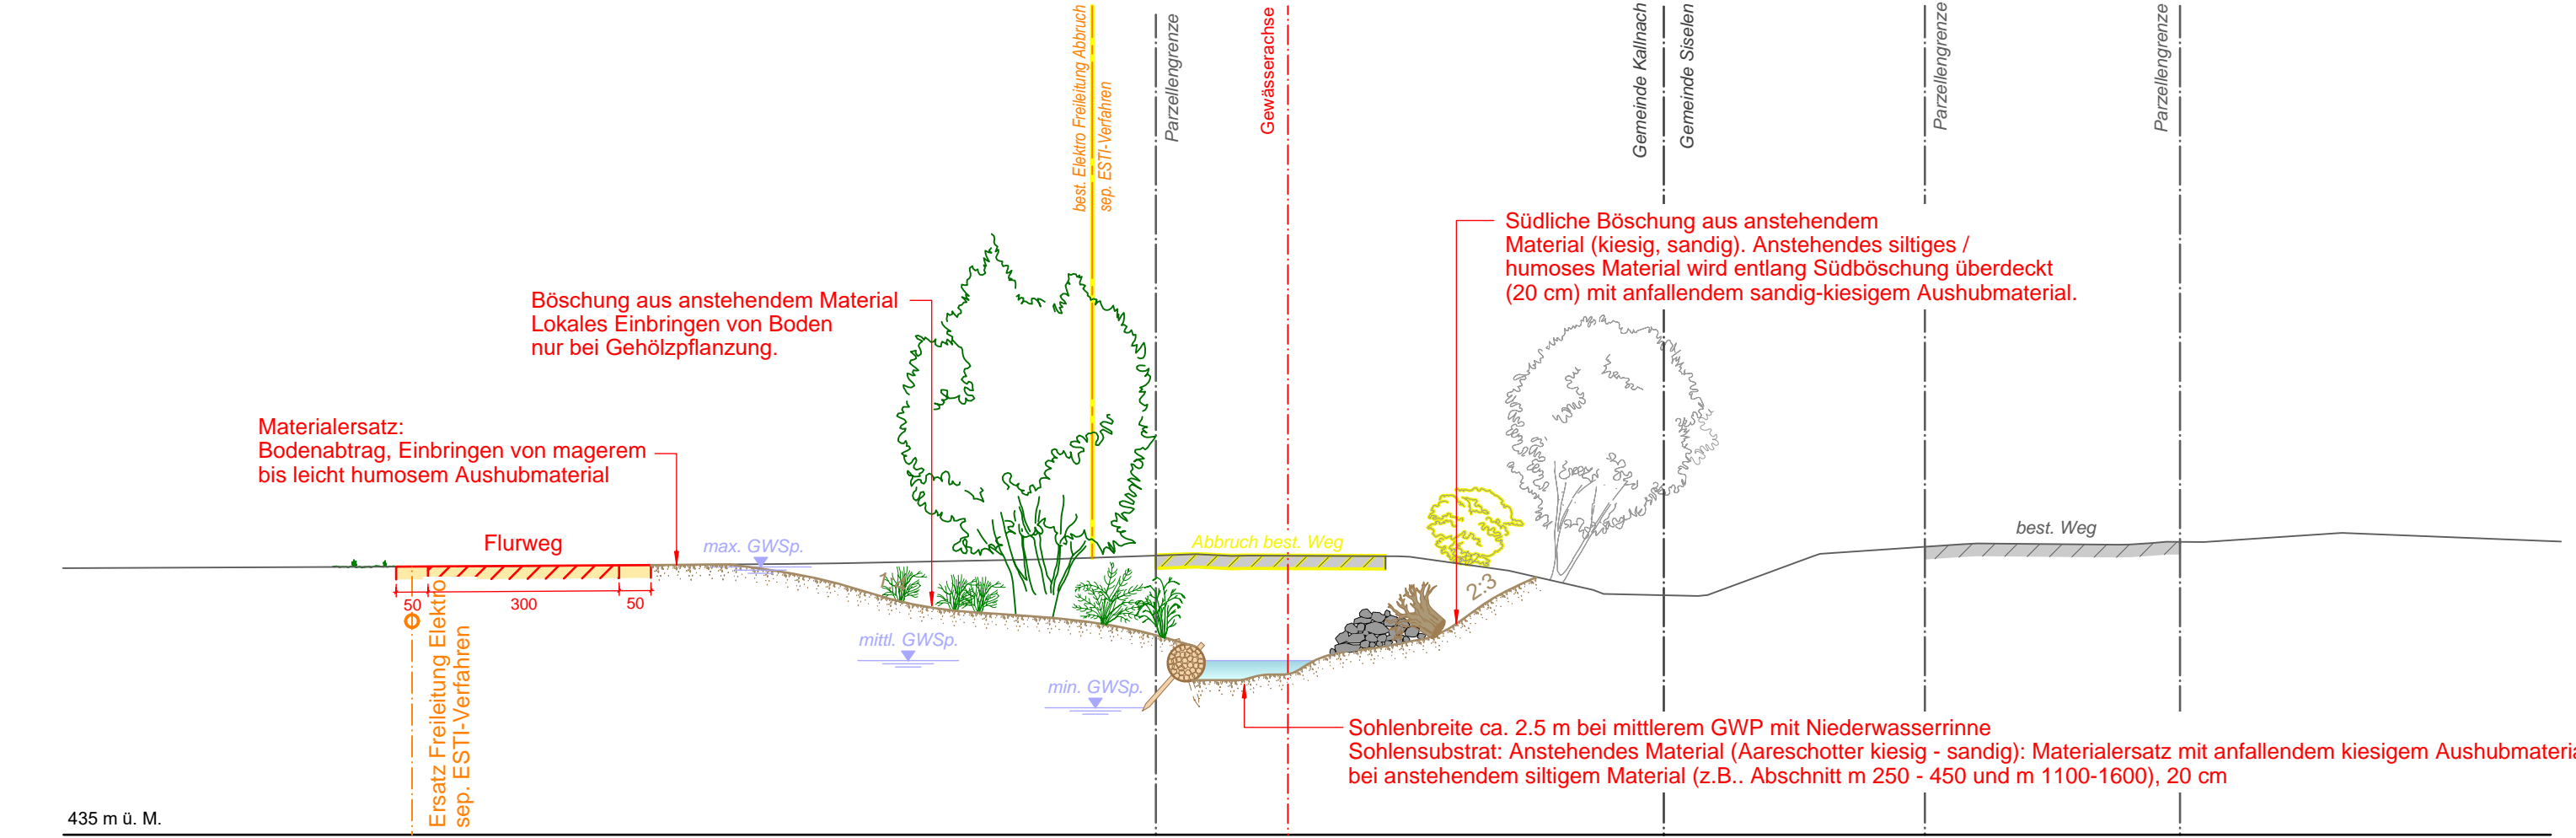 best. Elektro Freileitung Abbruch
sep. ESTI-Verfahren
Parzellengrenze
Gewässerachse
Gemeinde Kallnach
Gemeinde Siselen
Parzellengrenze
Parzellengrenze
Südliche Böschung aus anstehendem
Material (kiesig, sandig). Anstehendes siltiges /
humoses Material wird entlang Südböschung überdeckt
(20 cm) mit anfallendem sandig-kiesigem Aushubmaterial.
Böschung aus anstehendem Material
Lokales Einbringen von Boden
nur bei Gehölzpflanzung.
Materialersatz:
Bodenabtrag, Einbringen von magerem
bis leicht humosem Aushubmaterial
Flurweg
max. GWSp.
Abbruch best. Weg
best. Weg
50
300
50
2:3
mittl. GWSp.
min. GWSp.
Ersatz Freileitung Elektro
sep. ESTI-Verfahren
Sohlenbreite ca. 2.5 m bei mittlerem GWP mit Niederwasserrinne
Sohlensubstrat: Anstehendes Material (Aareschotter kiesig - sandig): Materialersatz mit anfallendem kiesigem Aushubmateria
bei anstehendem siltigem Material (z.B.. Abschnitt m 250 - 450 und m 1100-1600), 20 cm
435 m ü. M.